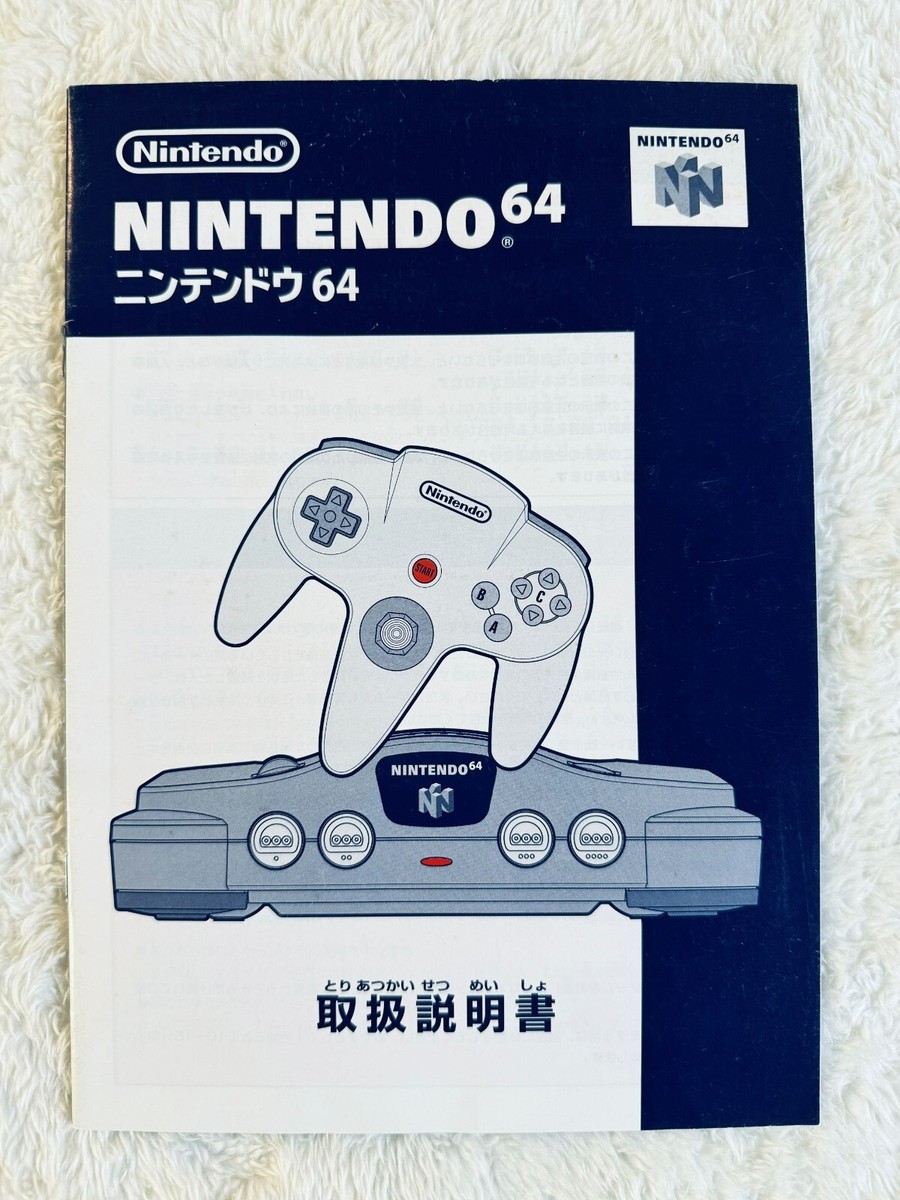 Nintendo®
NINTENDO64®
ニンテンドウ64
NINTENDO64
Nintendo®
START
B
C
A
NINTENDO64
とり あつかい せつ めい しょ
取扱説明書